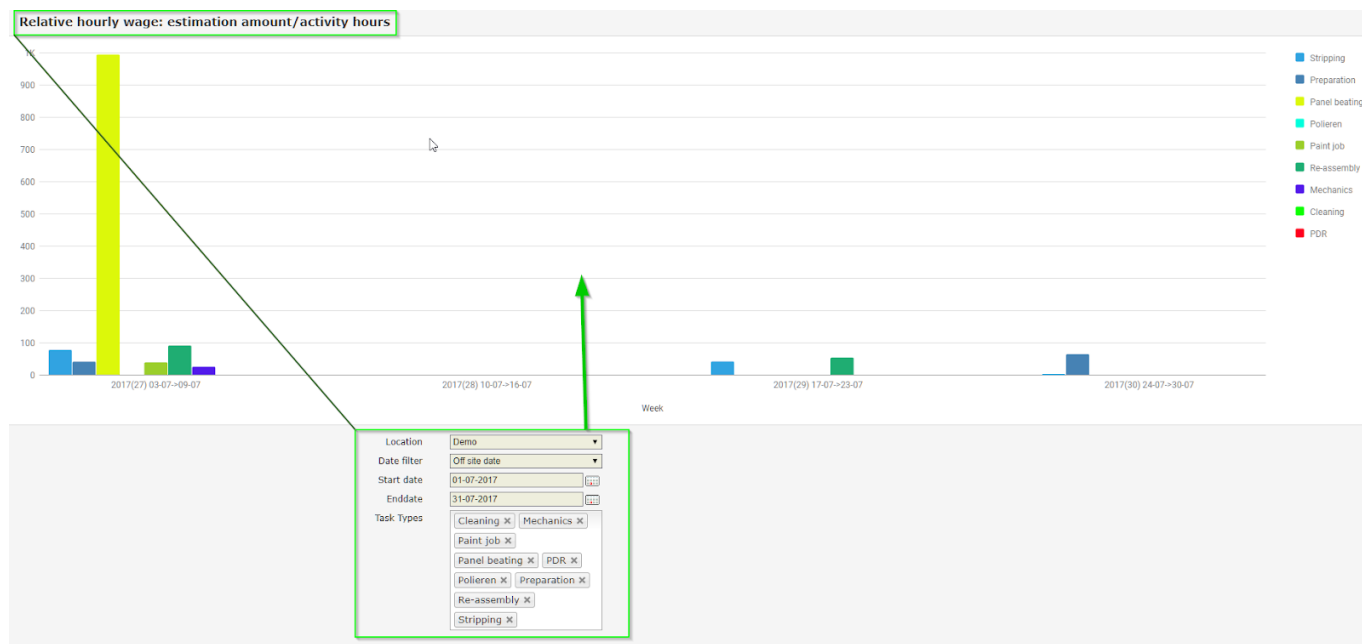 Relative hourly wage: estimation amount/activity hours
1K
900
800
700
600
500
400
300
200
100
0
2017(27) 03-07->09-07
2017(28) 10-07->16-07
2017(29) 17-07->23-07
2017(30) 24-07->30-07
Week
Stripping
Preparation
Panel beating
Polieren
Paint job
Re-assembly
Mechanics
Cleaning
PDR
Location Demo
Date filter Off site date
Start date 01-07-2017
Enddate 31-07-2017
Task Types Cleaning × Mechanics ×
Paint job ×
Panel beating × PDR ×
Polieren × Preparation ×
Re-assembly ×
Stripping ×